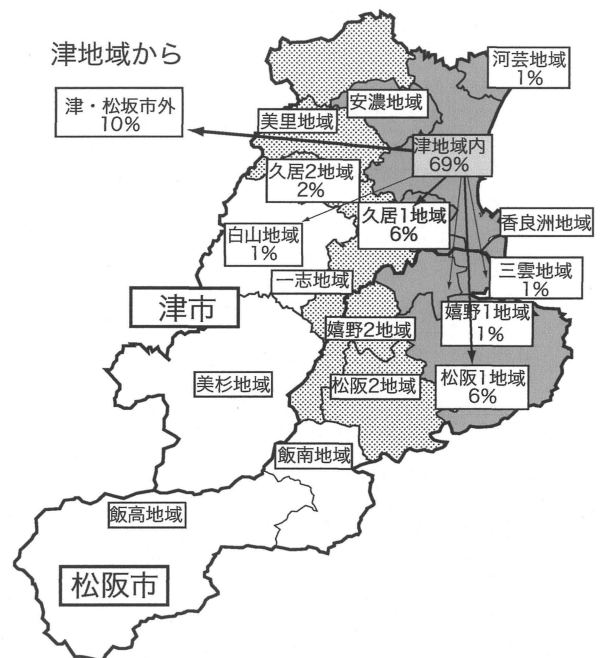 津地域から
河芸地域
1%
津・松坂市外
10%
安濃地域
美里地域
津地域内
69%
久居2地域
2%
久居1地域
6%
香良洲地域
白山地域
1%
三雲地域
1%
一志地域
津市
嬉野1地域
1%
嬉野2地域
松阪1地域
6%
美杉地域
松阪2地域
飯南地域
飯高地域
松阪市